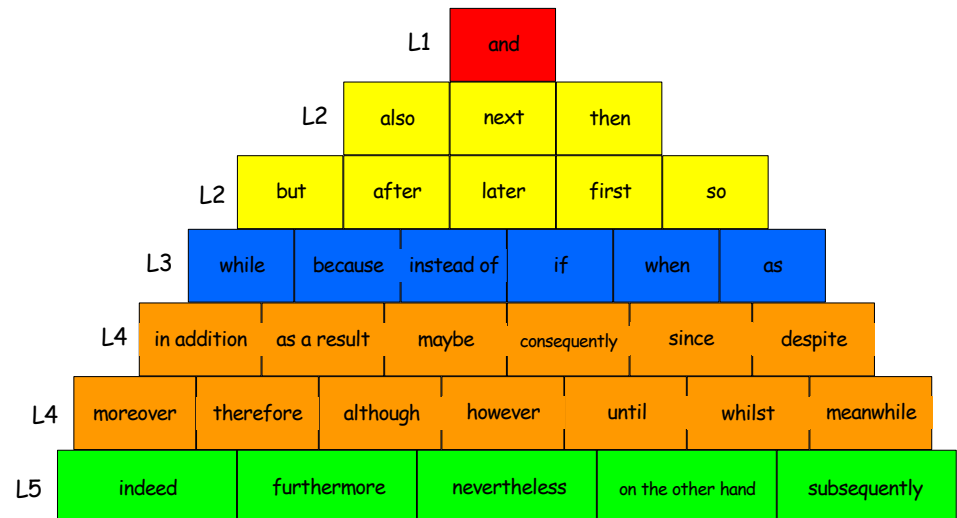 L1 and
L2 also next then
L2 but after later first so
L3 while because instead of if when as
L4 in addition as a result maybe consequently since despite
L4 moreover therefore although however until whilst meanwhile
L5 indeed furthermore nevertheless on the other hand subsequently